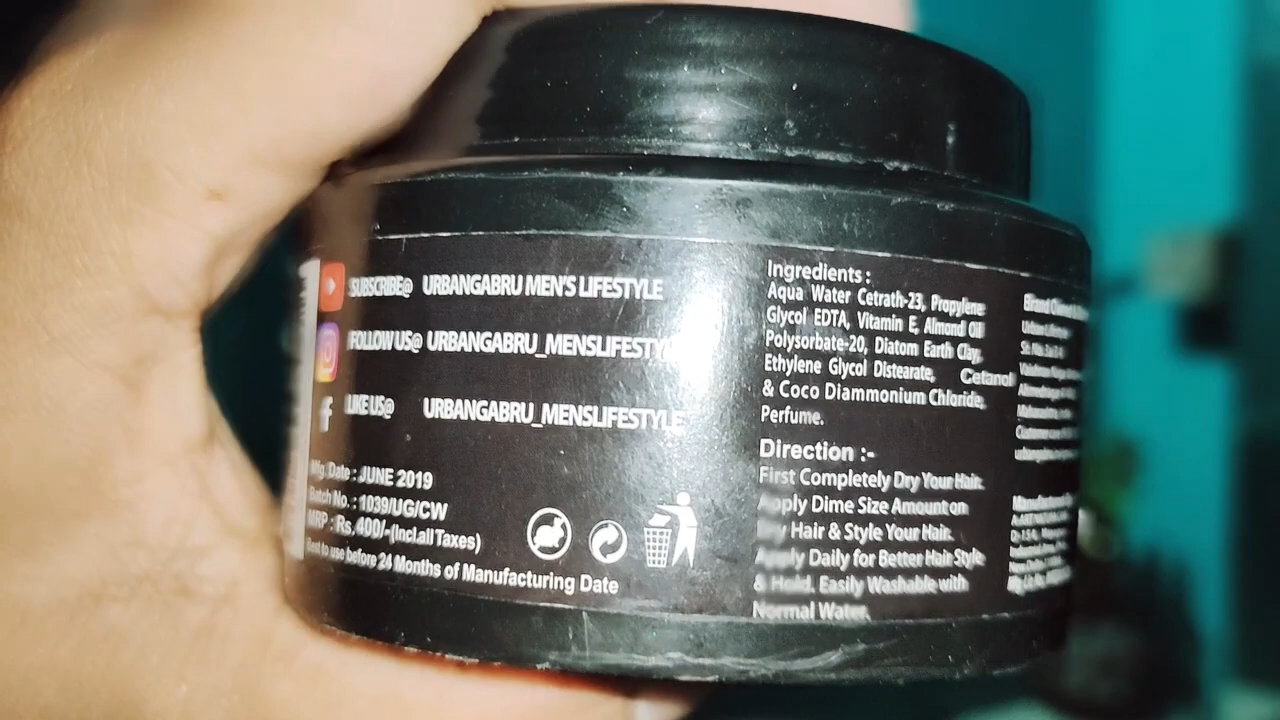 SUBSCRIBE@ URBANGABRU MEN'S LIFESTYLE
FOLLOW US@ URBANGABRU_MENSLIFESTY
LIKE US@ URBANGABRU_MENSLIFESTYLE
Mfg. Date : JUNE 2019
Batch No. : 1039/UG/CW
MRP : Rs. 400/-(Incl.all Taxes)
Best to use before 24 Months of Manufacturing Date
Ingredients :
Aqua Water Cetrath-23, Propylene
Glycol EDTA, Vitamin E, Almond Oil
Polysorbate-20, Diatom Earth Clay,
Ethylene Glycol Distearate, Cetanol
& Coco Diammonium Chloride,
Perfume.
Direction :-
First Completely Dry Your Hair.
Apply Dime Size Amount on
Dry Hair & Style Your Hair.
Apply Daily for Better Hair Style
& Hold. Easily Washable with
Normal Water.